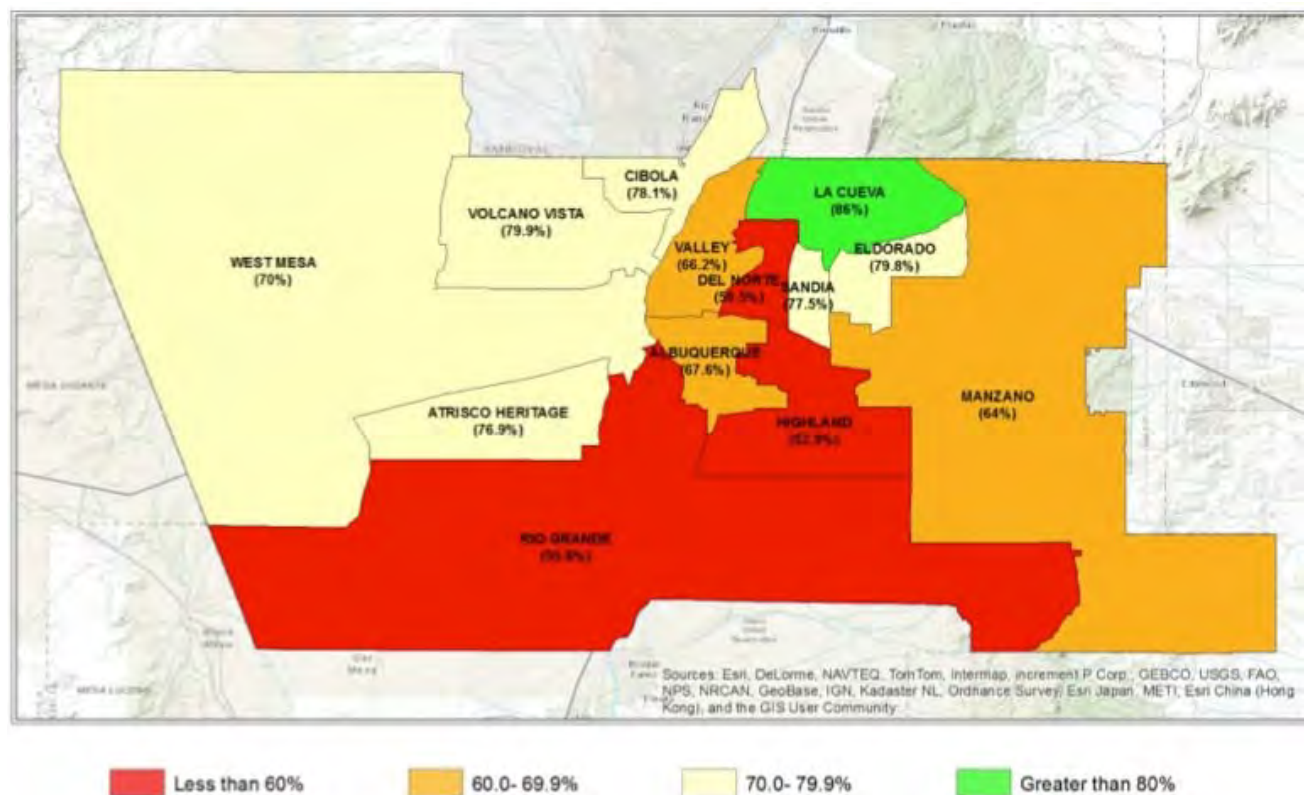 CIBOLA
(78.1%)
LA CUEVA
(86%)
VOLCANO VISTA
(79.9%)
WEST MESA
(70%)
VALLEY
(66.2%)
ELDORADO
(79.8%)
DEL NORTE
SANDIA
(77.5%)
ALBUQUERQUE
(67.6%)
MANZANO
(64%)
ATRISCO HERITAGE
(76.9%)
HIGHLAND
RIO GRANDE
Sources: Esri, DeLorme, NAVTEQ, TomTom, Intermap, increment P Corp., GEBCO, USGS, FAO,
NPS, NRCAN, GeoBase, IGN, Kadaster NL, Ordnance Survey, Esri Japan, METI, Esri China (Hong
Kong), and the GIS User Community
Less than 60%
60.0- 69.9%
70.0- 79.9%
Greater than 80%